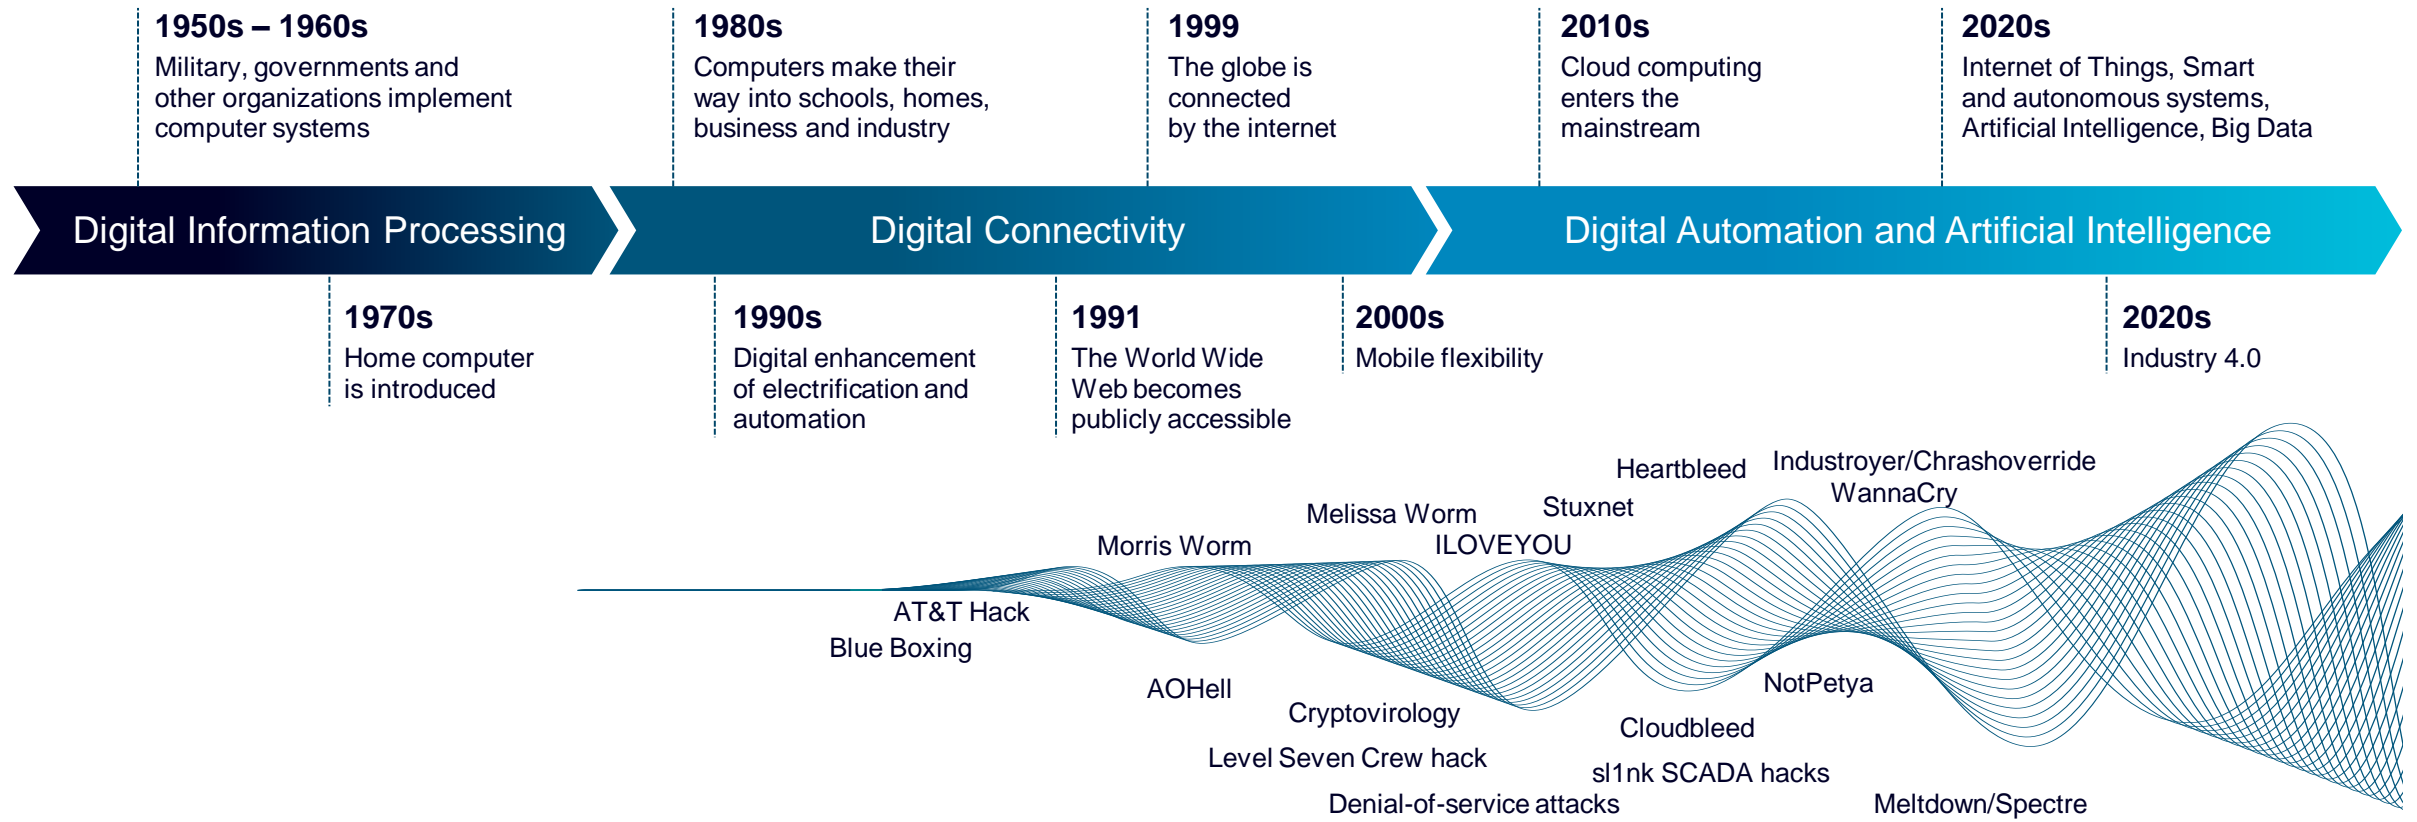 1950s – 1960s
Military, governments and
other organizations implement
computer systems
1980s
Computers make their
way into schools, homes,
business and industry
1999
The globe is
connected
by the internet
2010s
Cloud computing
enters the
mainstream
2020s
Internet of Things, Smart
and autonomous systems,
Artificial Intelligence, Big Data
Digital Information Processing
Digital Connectivity
Digital Automation and Artificial Intelligence
1970s
Home computer
is introduced
1990s
Digital enhancement
of electrification and
automation
1991
The World Wide
Web becomes
publicly accessible
2000s
Mobile flexibility
2020s
Industry 4.0
Heartbleed
Industroyer/Chrashoverride
WannaCry
Stuxnet
Melissa Worm
ILOVEYOU
Morris Worm
AT&T Hack
Blue Boxing
AOHell
NotPetya
Cryptovirology
Cloudbleed
Level Seven Crew hack
sl1nk SCADA hacks
Denial-of-service attacks
Meltdown/Spectre